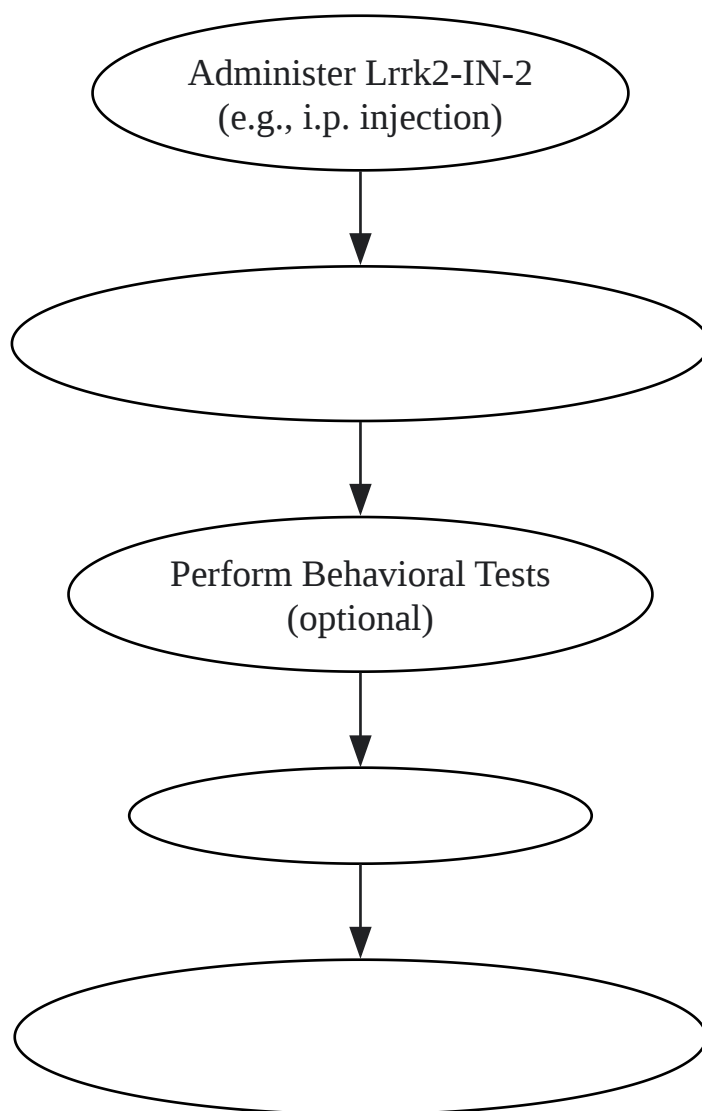 Administer Lrrk2-IN-2
(e.g., i.p. injection)
Perform Behavioral Tests
(optional)